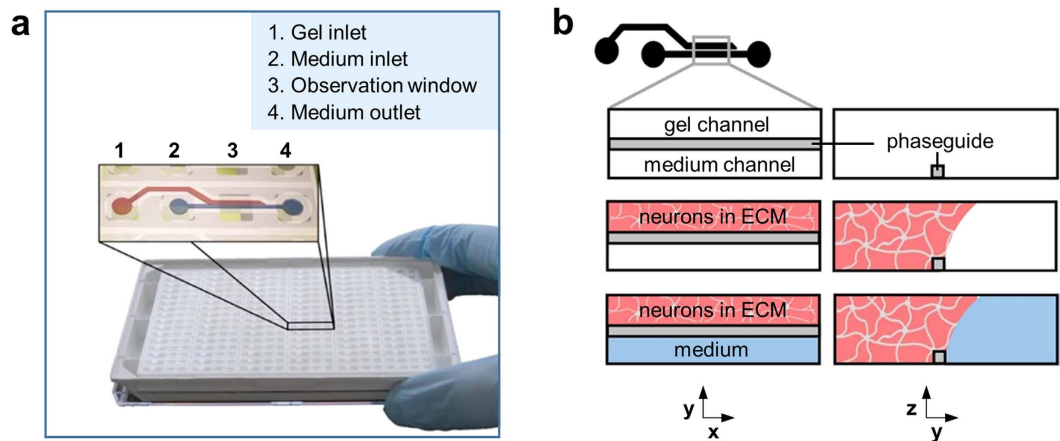 a
1. Gel inlet
2. Medium inlet
3. Observation window
4. Medium outlet
1 2 3 4
b
gel channel
medium channel
phaseguide
neurons in ECM
neurons in ECM
medium
y
x
z
y